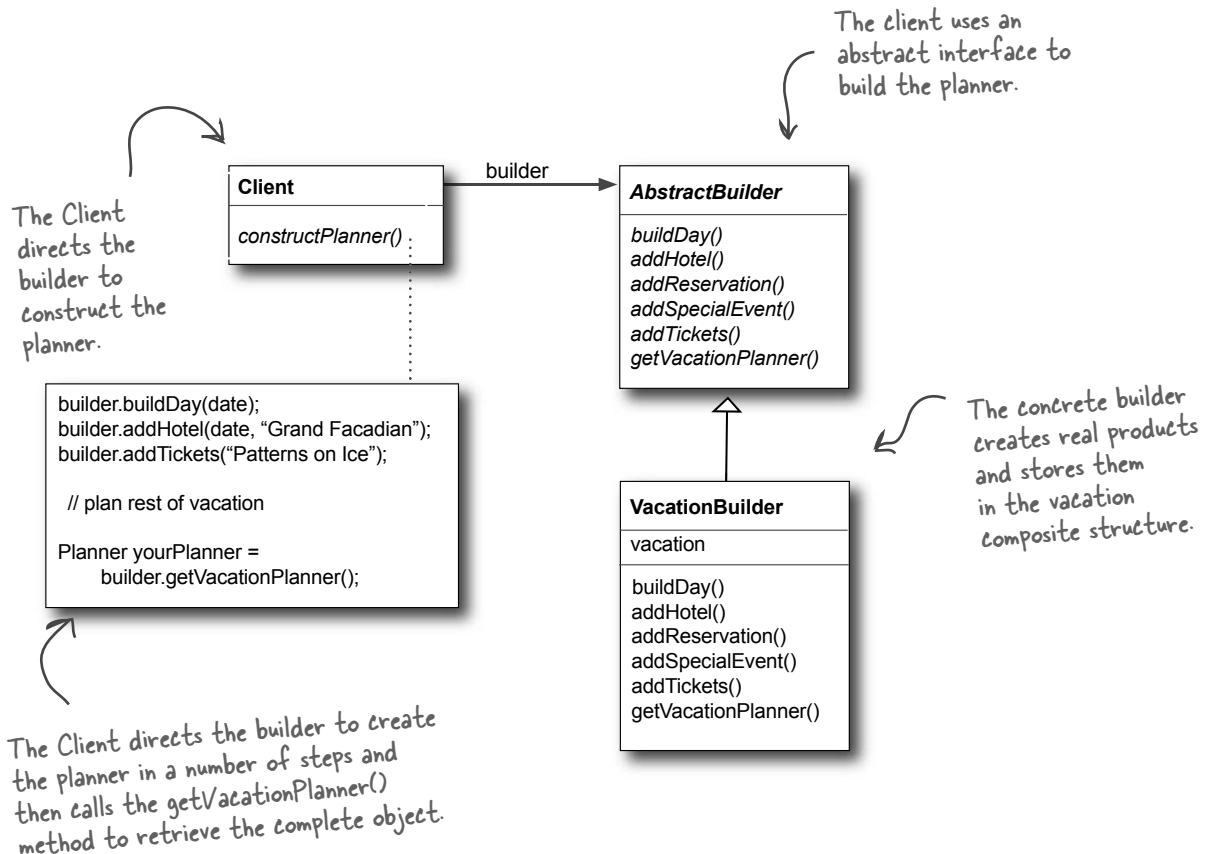 The client uses an
abstract interface to
build the planner.
The Client
directs the
builder to
construct the
planner.
Client
constructPlanner()
builder
AbstractBuilder
buildDay()
addHotel()
addReservation()
addSpecialEvent()
addTickets()
getVacationPlanner()
builder.buildDay(date);
builder.addHotel(date, “Grand Facadian”);
builder.addTickets(“Patterns on Ice”);
// plan rest of vacation
Planner yourPlanner =
builder.getVacationPlanner();
The concrete builder
creates real products
and stores them
in the vacation
composite structure.
VacationBuilder
vacation
buildDay()
addHotel()
addReservation()
addSpecialEvent()
addTickets()
getVacationPlanner()
The Client directs the builder to create
the planner in a number of steps and
then calls the getVacationPlanner()
method to retrieve the complete object.